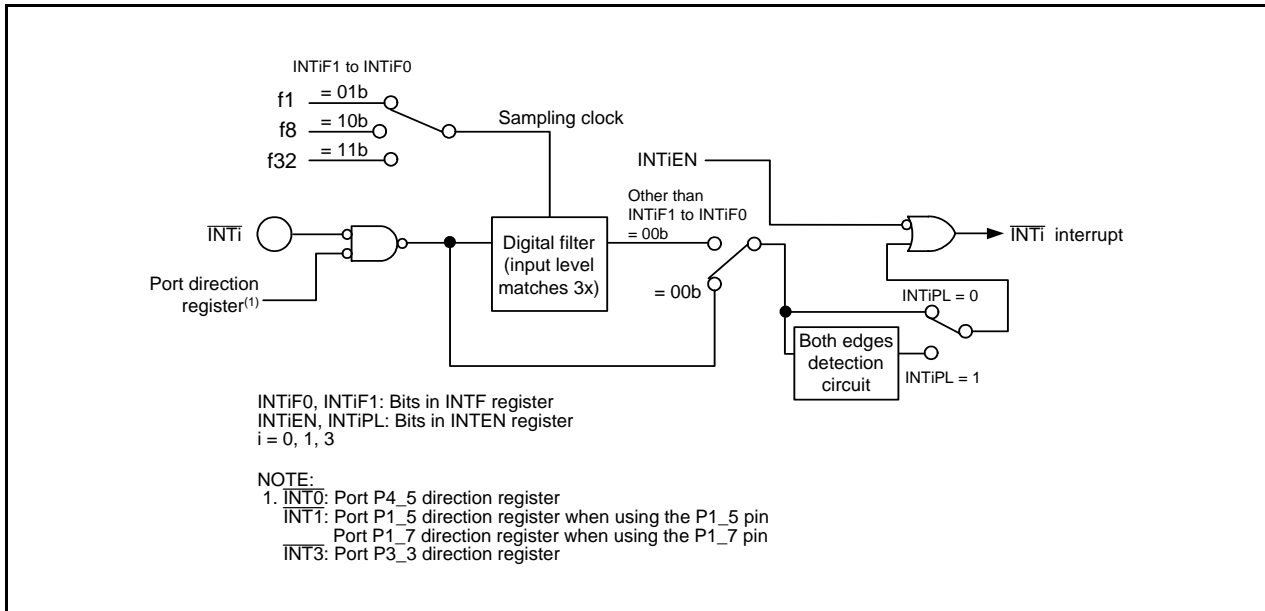 INTiF1 to INTiF0
f1
= 01b
f8
= 10b
f32
= 11b
Sampling clock
INTiEN
Other than
INTiF1 to INTiF0
= 00b
INTi
Digital filter
(input level
matches 3x)
INTi interrupt
Port direction
register(1)
= 00b
INTiPL = 0
Both edges
detection
circuit
INTiPL = 1
INTiF0, INTiF1: Bits in INTF register
INTiEN, INTiPL: Bits in INTEN register
i = 0, 1, 3
NOTE:
1. INT0: Port P4_5 direction register
INT1: Port P1_5 direction register when using the P1_5 pin
Port P1_7 direction register when using the P1_7 pin
INT3: Port P3_3 direction register